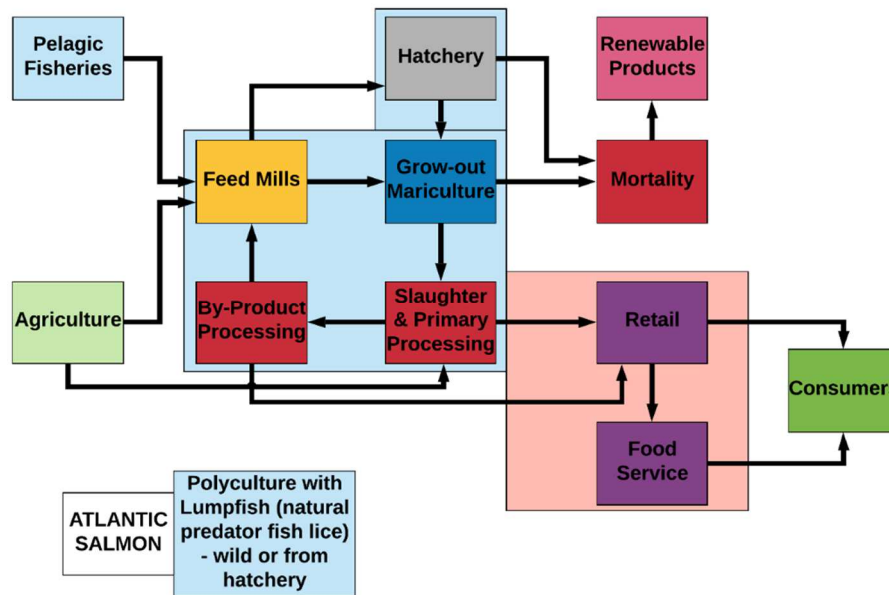 Pelagic
Fisheries
Hatchery
Renewable
Products
Feed Mills
Grow-out
Mariculture
Mortality
Agriculture
By-Product
Processing
Slaughter
& Primary
Processing
Retail
Consumer
Food
Service
ATLANTIC
SALMON
Polyculture with
Lumpfish (natural
predator fish lice)
- wild or from
hatchery